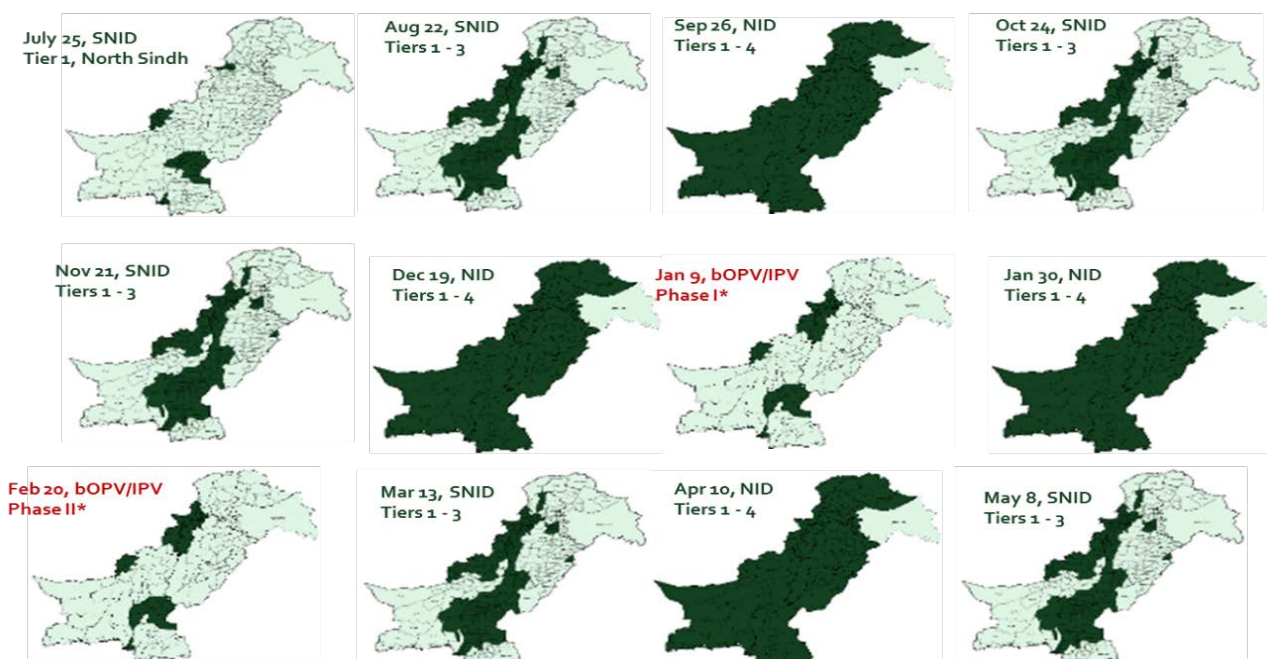 July 25, SNID
Tier 1, North Sindh
Aug 22, SNID
Tiers 1 - 3
Sep 26, NID
Tiers 1 - 4
Oct 24, SNID
Tiers 1 - 3
Nov 21, SNID
Tiers 1 - 3
Dec 19, NID
Tiers 1 - 4
Jan 9, bOPV/IPV
Phase I*
Jan 30, NID
Tiers 1 - 4
Feb 20, bOPV/IPV
Phase II*
Mar 13, SNID
Tiers 1 - 3
Apr 10, NID
Tiers 1 - 4
May 8, SNID
Tiers 1 - 3